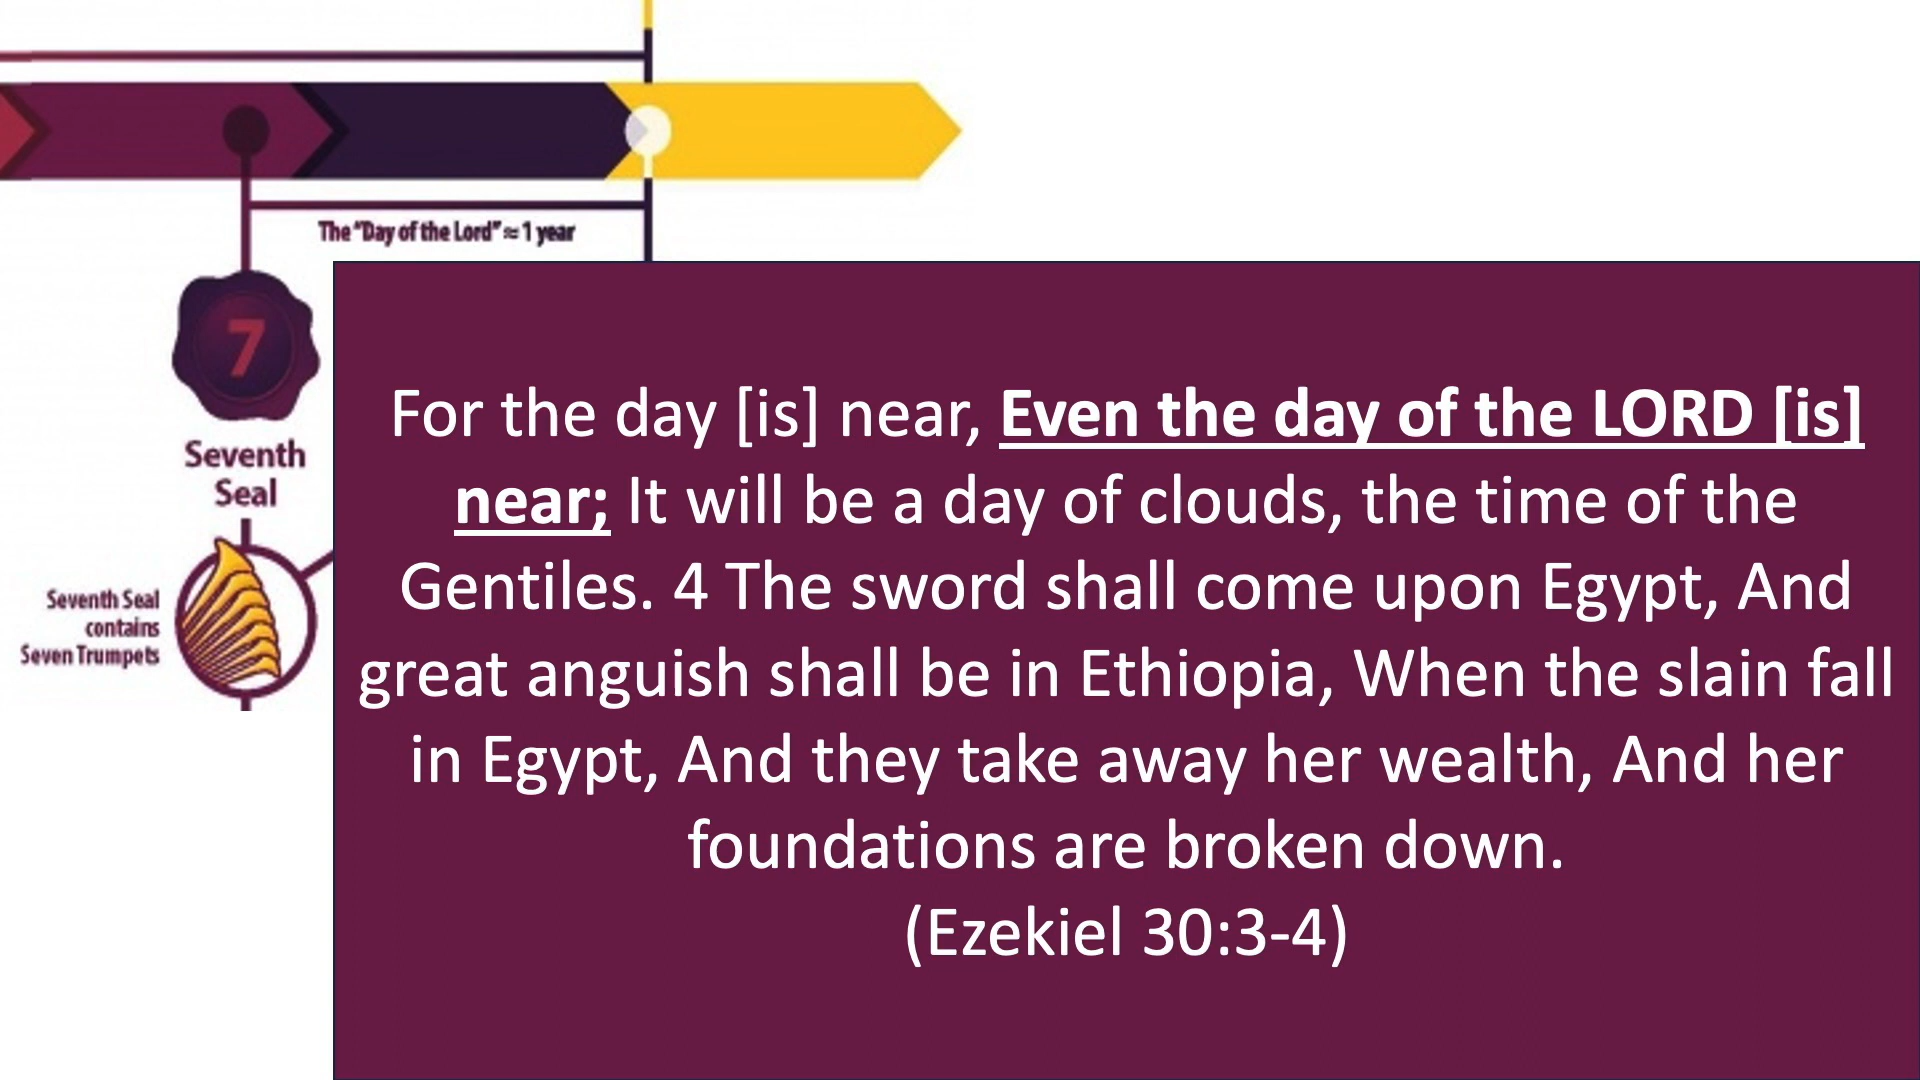 The "Day of the Lord" ≈ 1 year
7
Seventh
Seal
Seventh Seal
contains
Seven Trumpets
For the day [is] near, Even the day of the LORD [is]
near; It will be a day of clouds, the time of the
Gentiles. 4 The sword shall come upon Egypt, And
great anguish shall be in Ethiopia, When the slain fall
in Egypt, And they take away her wealth, And her
foundations are broken down.
(Ezekiel 30:3-4)